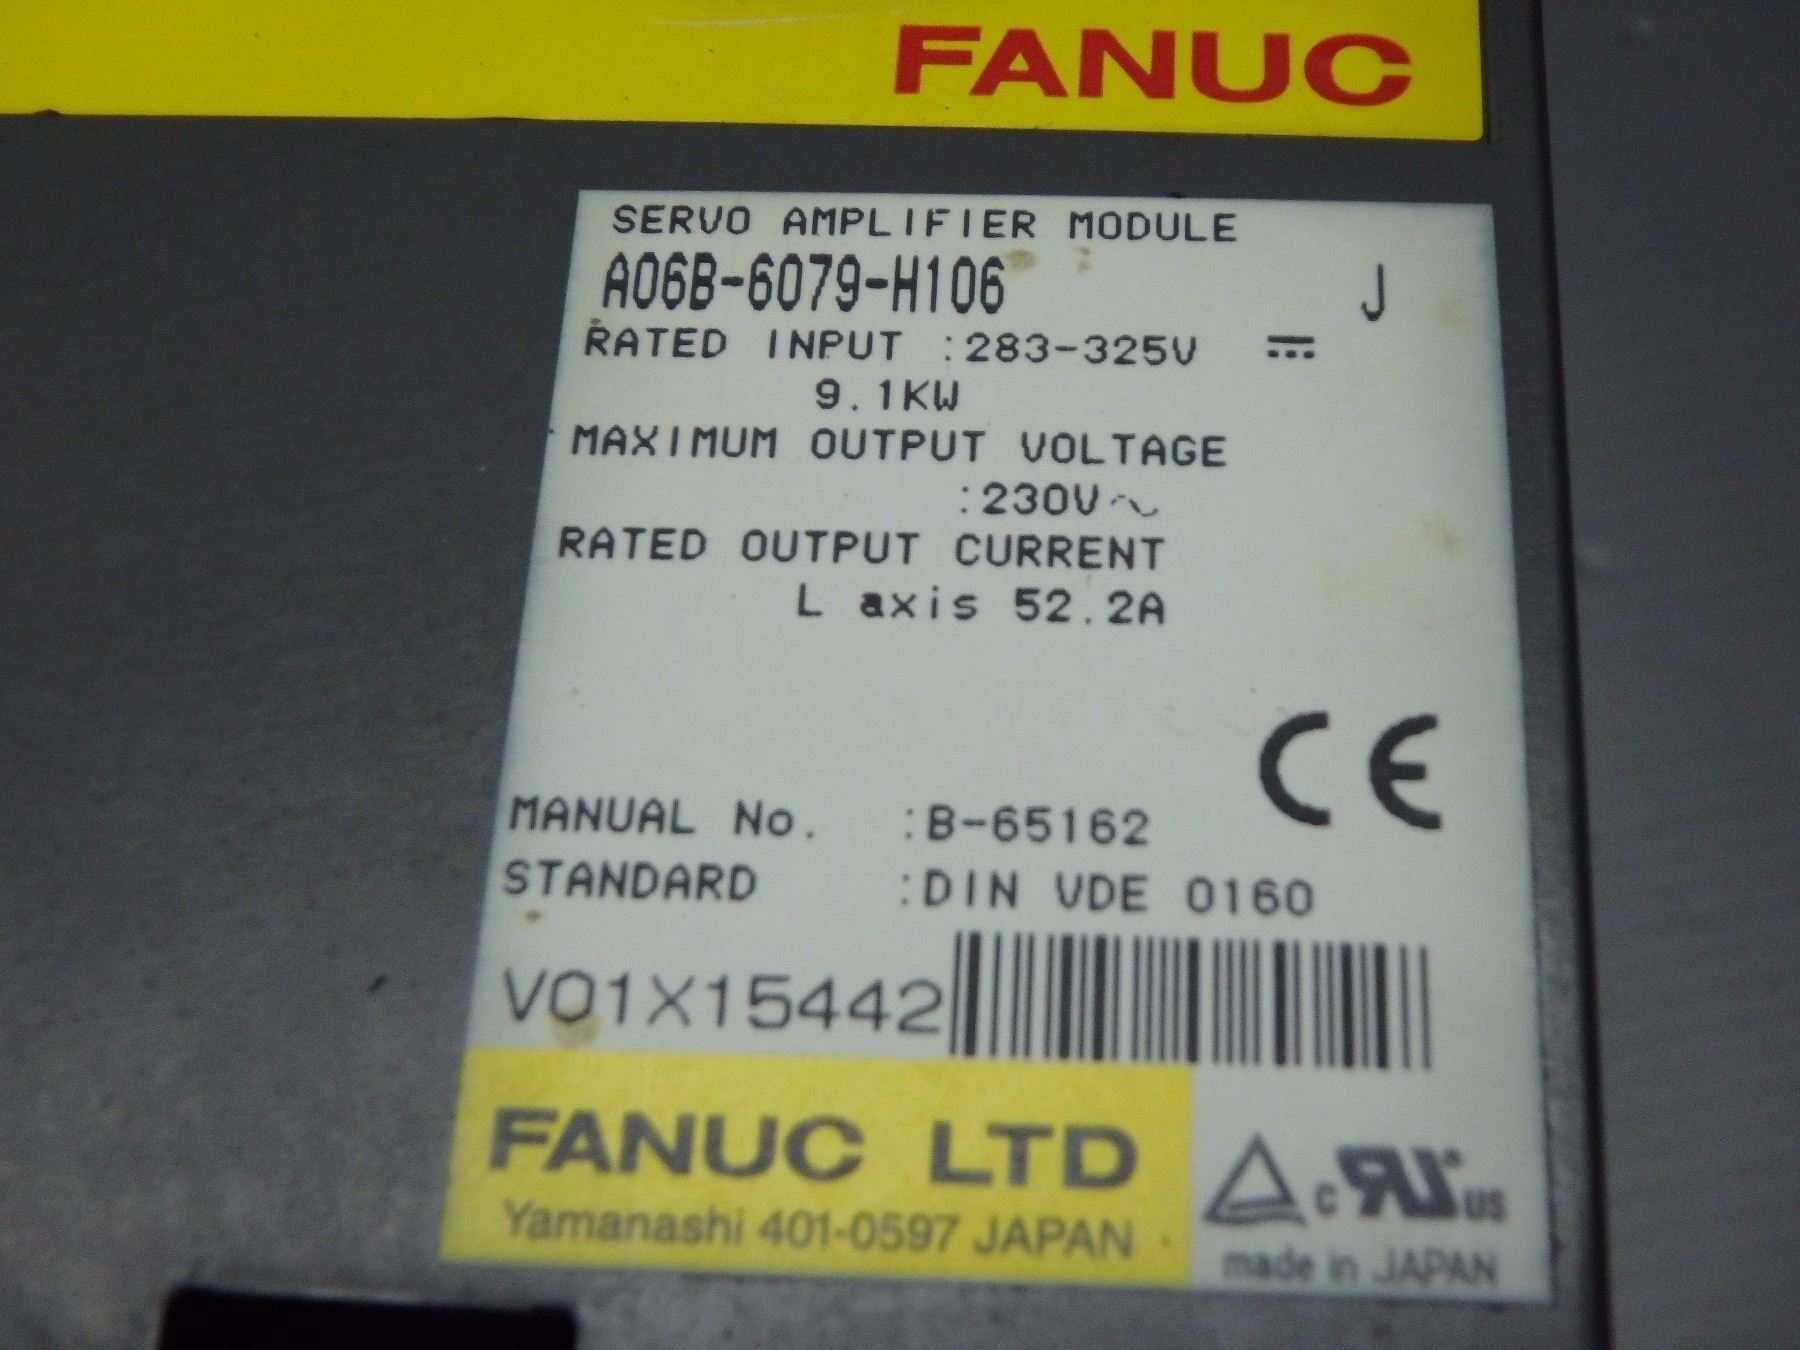 FANUC
SERVO AMPLIFIER MODULE
A06B-6079-H106 J
RATED INPUT :283-325V ⎓
9.1KW
MAXIMUM OUTPUT VOLTAGE
:230V~
RATED OUTPUT CURRENT
L axis 52.2A
CE
MANUAL No. :B-65162
STANDARD :DIN VDE 0160
V01X15442
FANUC LTD
Yamanashi 401-0597 JAPAN
c RU US
made in JAPAN